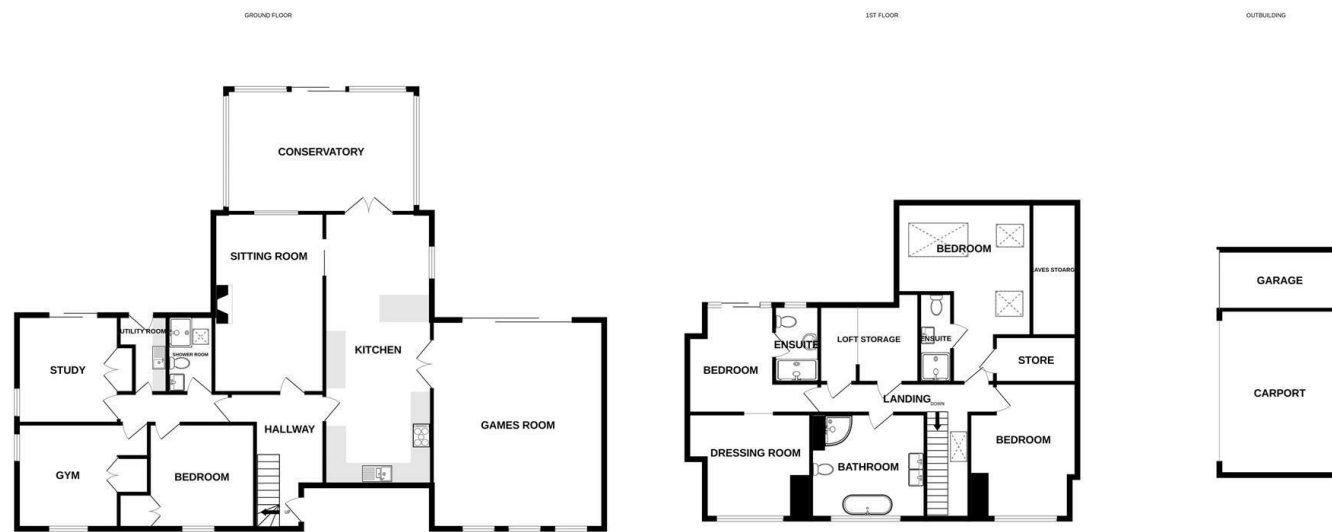 GROUND FLOOR
1ST FLOOR
OUTBUILDING
CONSERVATORY
SITTING ROOM
UTILITY ROOM
SHOWER ROOM
STUDY
KITCHEN
HALLWAY
GAMES ROOM
GYM
BEDROOM
UP
BEDROOM
EAVES STOARGE
ENSUITE
LOFT STORAGE
ENSUITE
STORE
BEDROOM
LANDING
DOWN
BEDROOM
DRESSING ROOM
BATHROOM
GARAGE
CARPORT